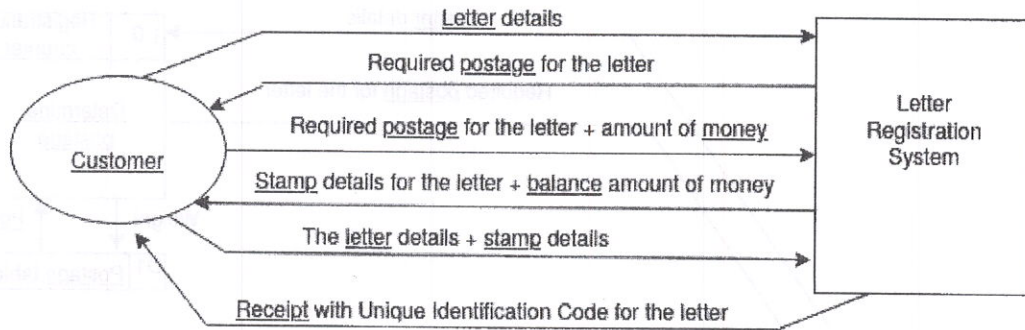 Letter details
Required postage for the letter
Required postage for the letter + amount of money
Stamp details for the letter + balance amount of money
The letter details + stamp details
Receipt with Unique Identification Code for the letter
Customer
Letter
Registration
System